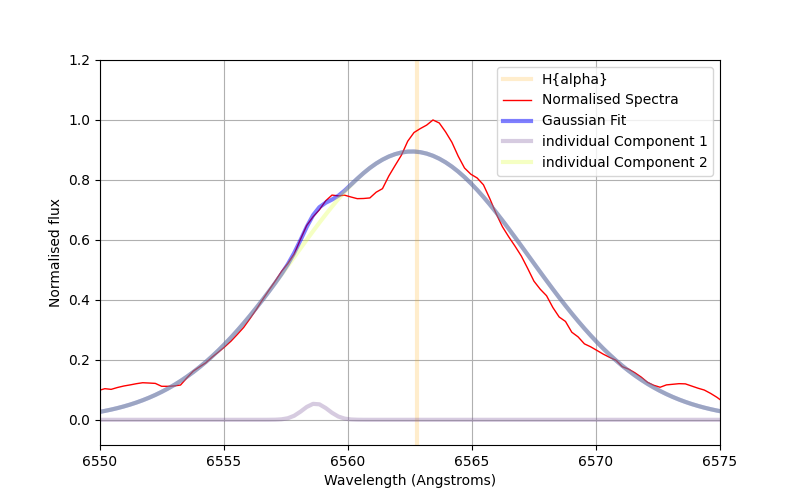 1.2
1.0
0.8
0.6
0.4
0.2
0.0
Normalised flux
H{alpha}
Normalised Spectra
Gaussian Fit
individual Component 1
individual Component 2
6550 6555 6560 6565 6570 6575
Wavelength (Angstroms)